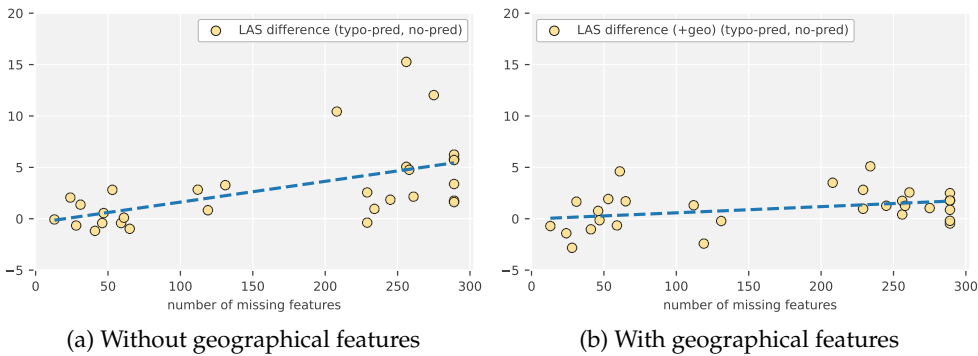 20
15
10
5
0
−5
LAS difference (typo-pred, no-pred)
0 50 100 150 200 250 300
number of missing features
(a) Without geographical features
20
15
10
5
0
−5
LAS difference (+geo) (typo-pred, no-pred)
0 50 100 150 200 250 300
number of missing features
(b) With geographical features